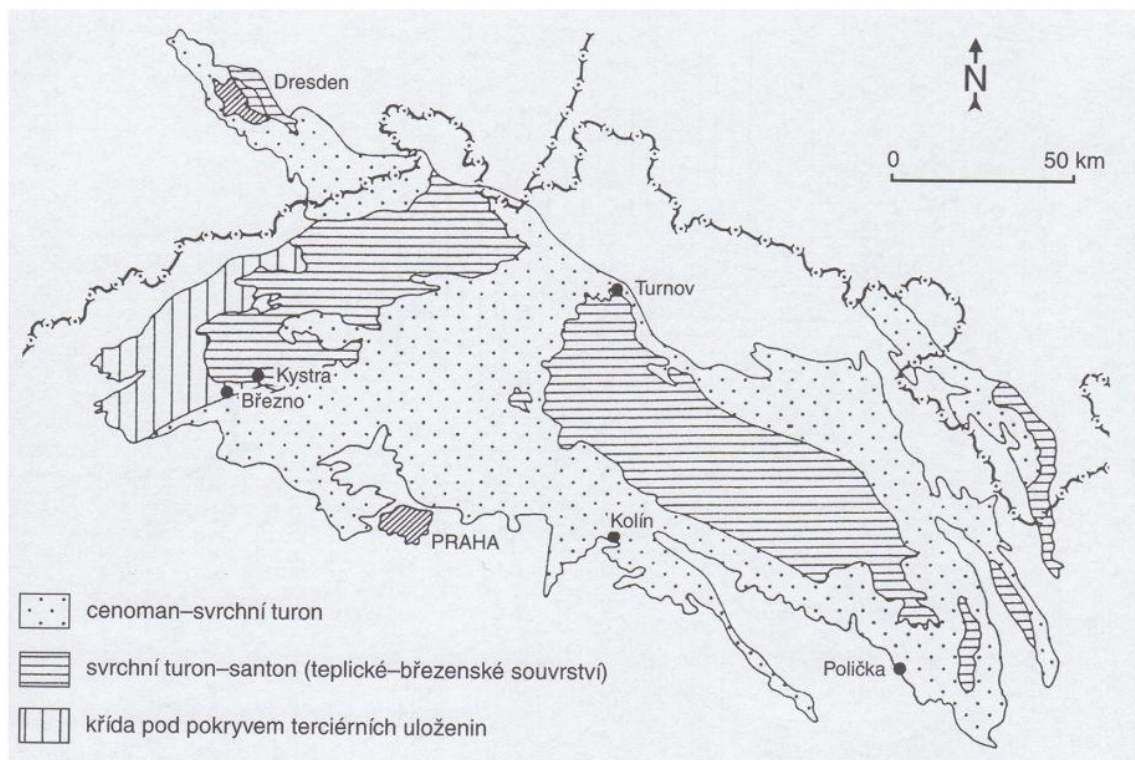 Dresden
N
0 50 km
Turnov
Kystra
Březno
Kolín
PRAHA
Polička
cenoman–svrchní turon
svrchní turon–santon (teplické–březenské souvrství)
křída pod pokryvem terciérních uloženin